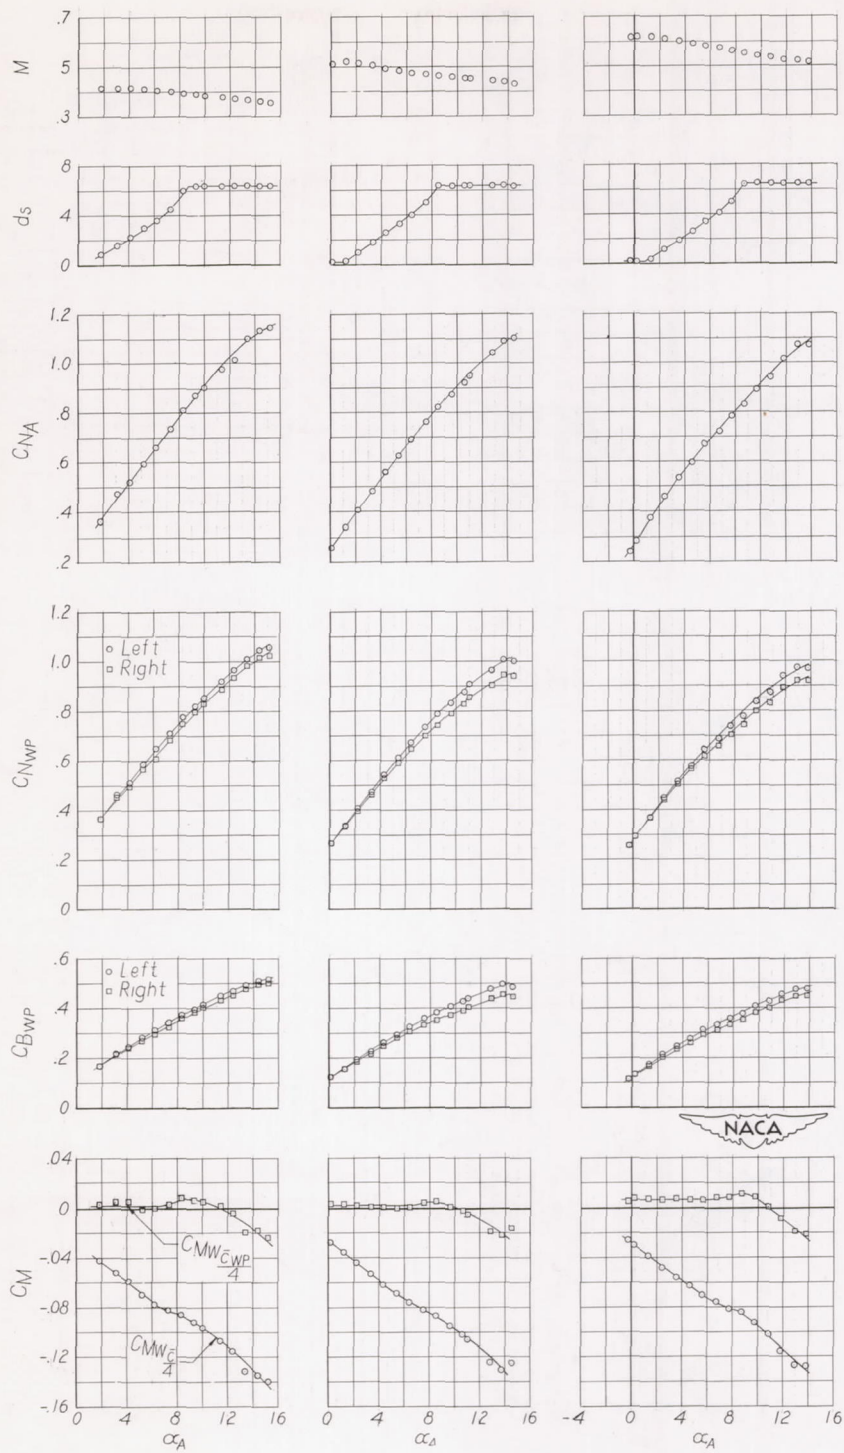 .7
M
.5
.3
8
ds
4
0
1.2
1.0
.8
CNA
.6
.4
.2
1.2
○ Left
□ Right
1.0
.8
CNWP
.6
.4
.2
0
.6
○ Left
□ Right
.4
CBWP
.2
0
NACA
.04
0
CMW c̄WP/4
-.04
CM
-.08
CMW c̄/4
-.12
-.16
0 4 8 12 16 0 4 8 12 16 -4 0 4 8 12 16
αA αA αA